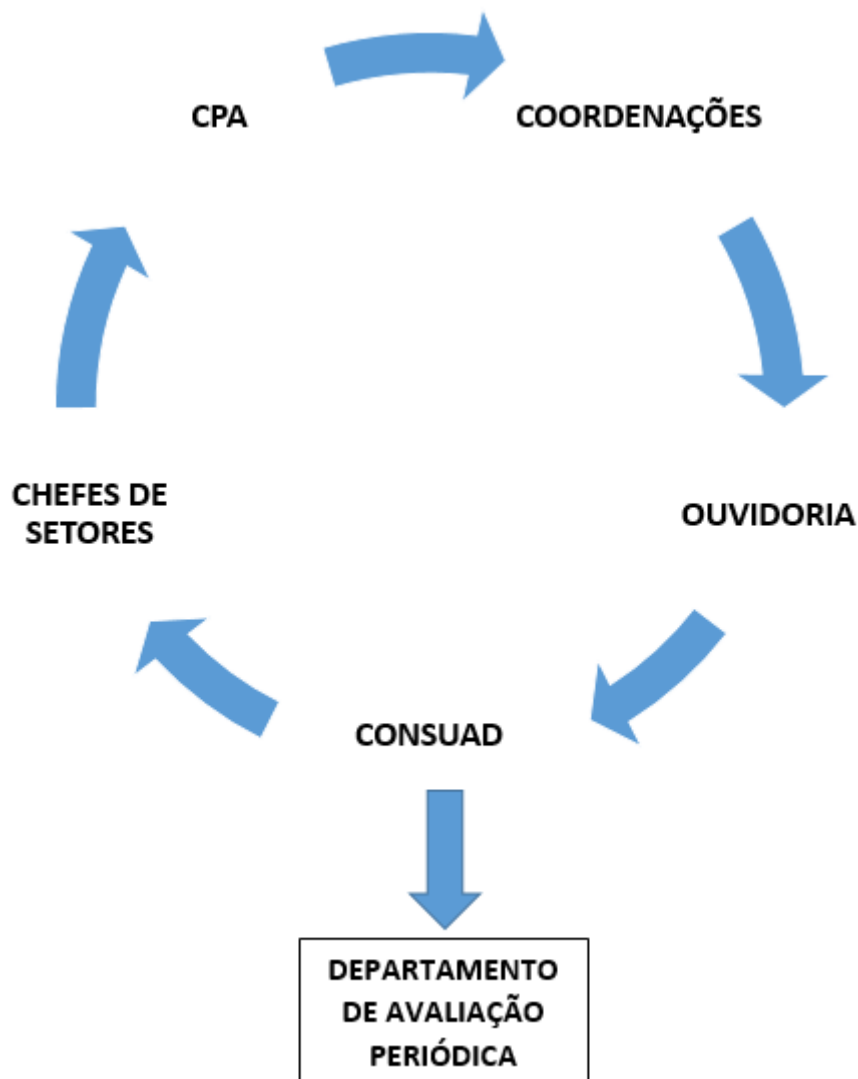 CPA
COORDENAÇÕES
CHEFES DE
SETORES
OUVIDORIA
CONSUAD
DEPARTAMENTO
DE AVALIAÇÃO
PERIÓDICA